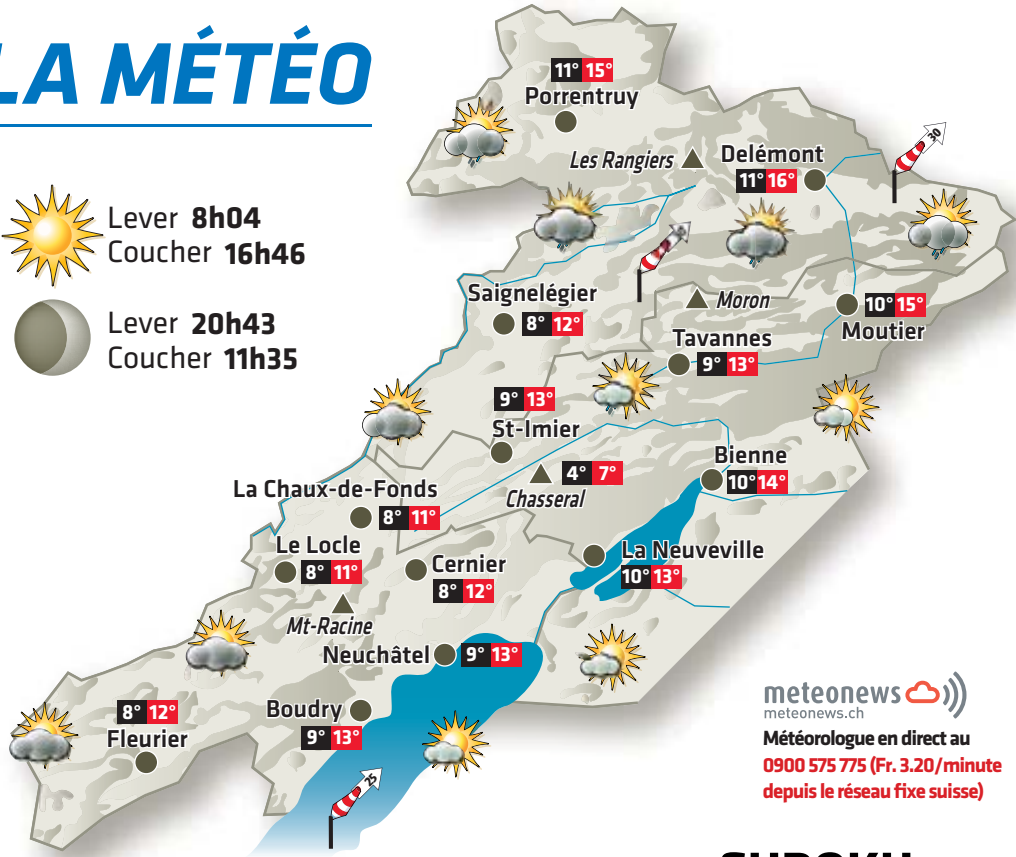 LA MÉTÉO
Lever 8h04
Coucher 16h46
Lever 20h43
Coucher 11h35
11° 15°
Porrentruy
Les Rangiers
Delémont
11° 16°
30
Saignelégier
8° 12°
Moron
10° 15°
Moutier
Tavannes
9° 13°
9° 13°
St-Imier
4° 7°
Chasseral
Bienne
10° 14°
La Chaux-de-Fonds
8° 11°
Le Locle
8° 11°
Cernier
8° 12°
La Neuveville
10° 13°
Mt-Racine
Neuchâtel 9° 13°
Boudry
9° 13°
8° 12°
Fleurier
25
meteonews
meteonews.ch
Météorologue en direct au
0900 575 775 (Fr. 3.20/minute
depuis le réseau fixe suisse)